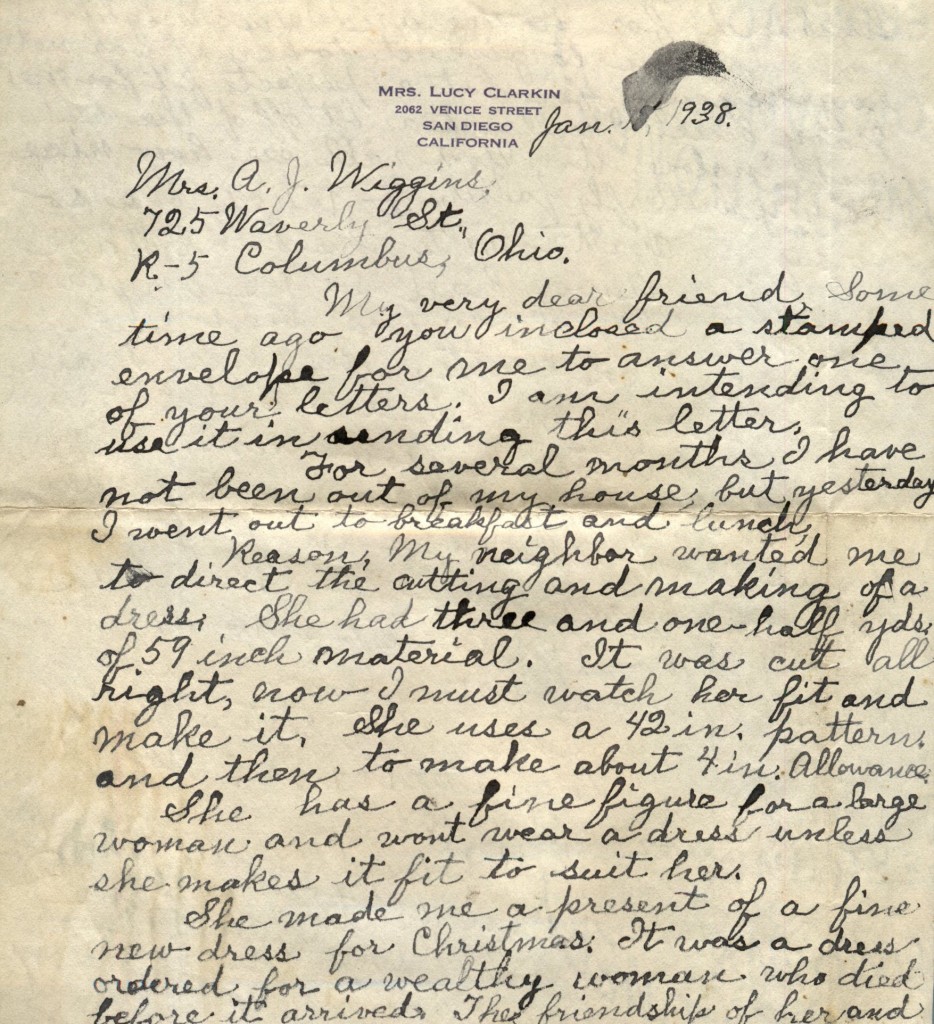 MRS. LUCY CLARKIN
2062 VENICE STREET
SAN DIEGO
CALIFORNIA
Jan. , 1938.
Mrs. A. J. Wiggins,
725 Waverly St.,
R-5 Columbus, Ohio.
My very dear friend, Some
time ago you inclosed a stamped
envelope for me to answer one
of your letters. I am intending to
use it in sending this letter.
For several months I have
not been out of my house, but yesterday
I went out to breakfast and lunch,
Reason, My neighbor wanted me
to direct the cutting and making of a
dress. She had three and one-half yds.
of 59 inch material. It was cut all
right, now I must watch her fit and
make it. She uses a 42 in. pattern.
and then to make about 4 in. Allowance.
She has a fine figure for a large
woman and wont wear a dress unless
she makes it fit to suit her.
She made me a present of a fine
new dress for Christmas. It was a dress
ordered for a wealthy woman who died
before it arrived. The friendship of her and